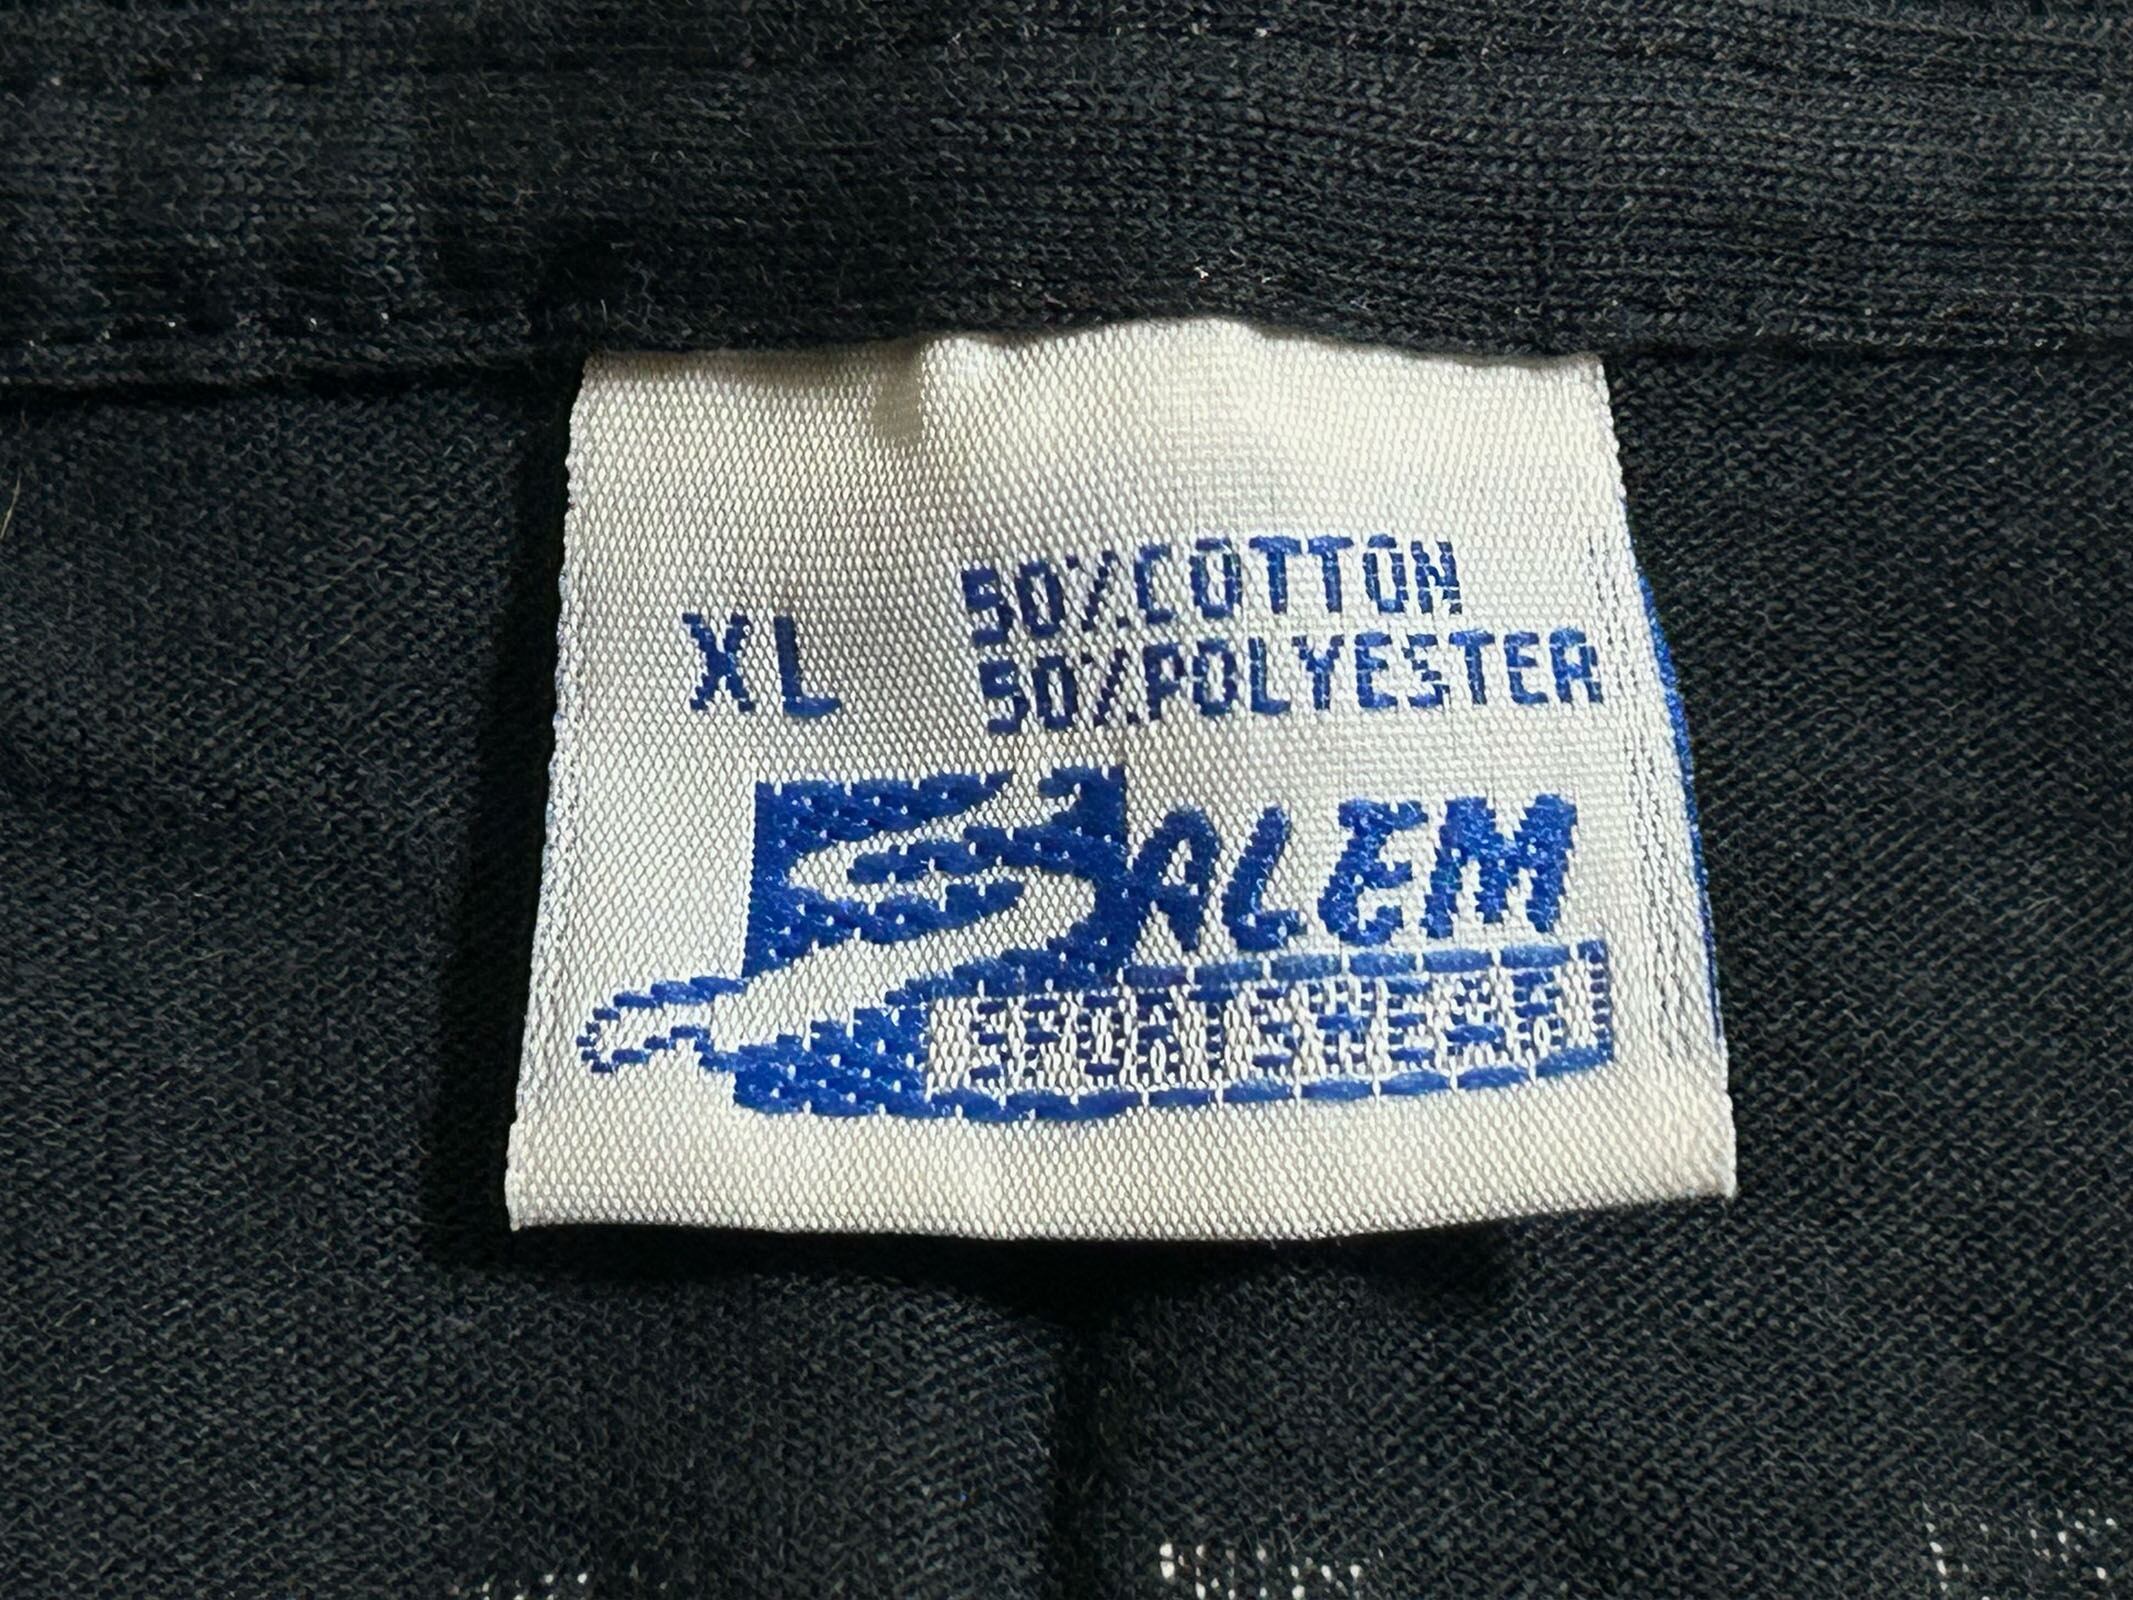 XL
50%COTTON
50%POLYESTER
SALEM
SPORTSWEAR